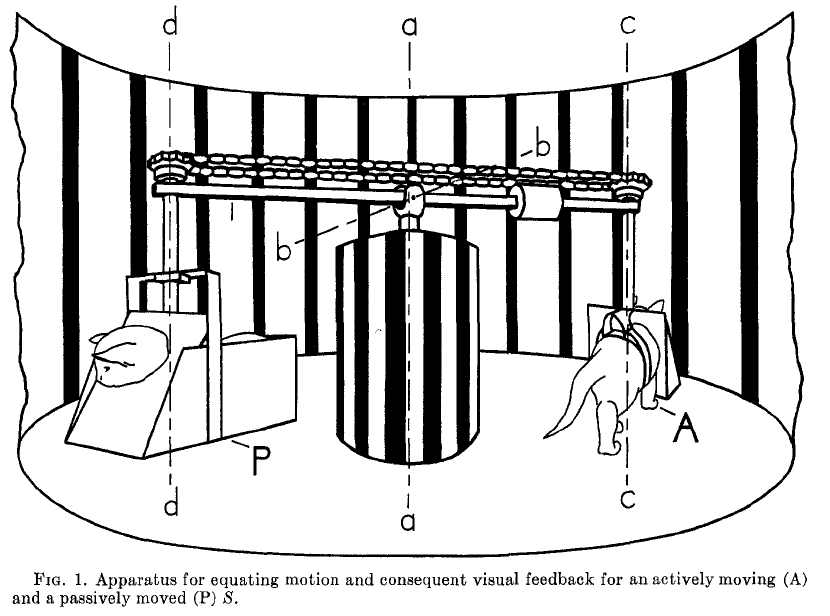 d
a
c
b
b
P
A
d
a
c
FIG. 1. Apparatus for equating motion and consequent visual feedback for an actively moving (A)
and a passively moved (P) S.